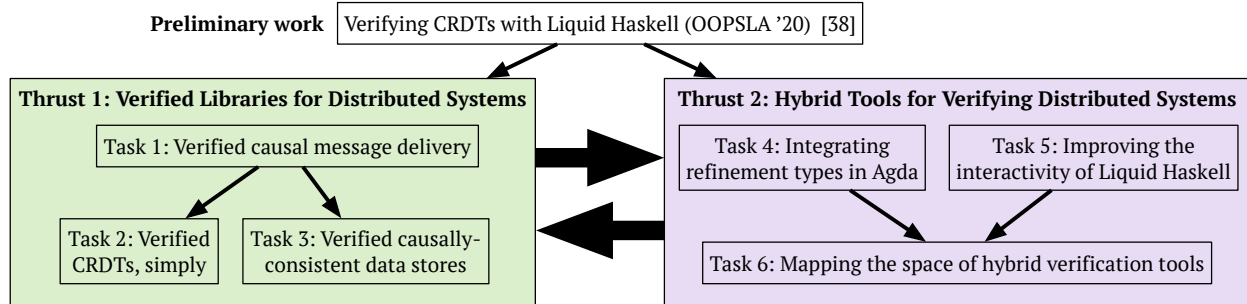 Preliminary work
Verifying CRDTs with Liquid Haskell (OOPSLA ’20) [38]
Thrust 1: Verified Libraries for Distributed Systems
Task 1: Verified causal message delivery
Task 2: Verified
CRDTs, simply
Task 3: Verified causally-
consistent data stores
Thrust 2: Hybrid Tools for Verifying Distributed Systems
Task 4: Integrating
refinement types in Agda
Task 5: Improving the
interactivity of Liquid Haskell
Task 6: Mapping the space of hybrid verification tools